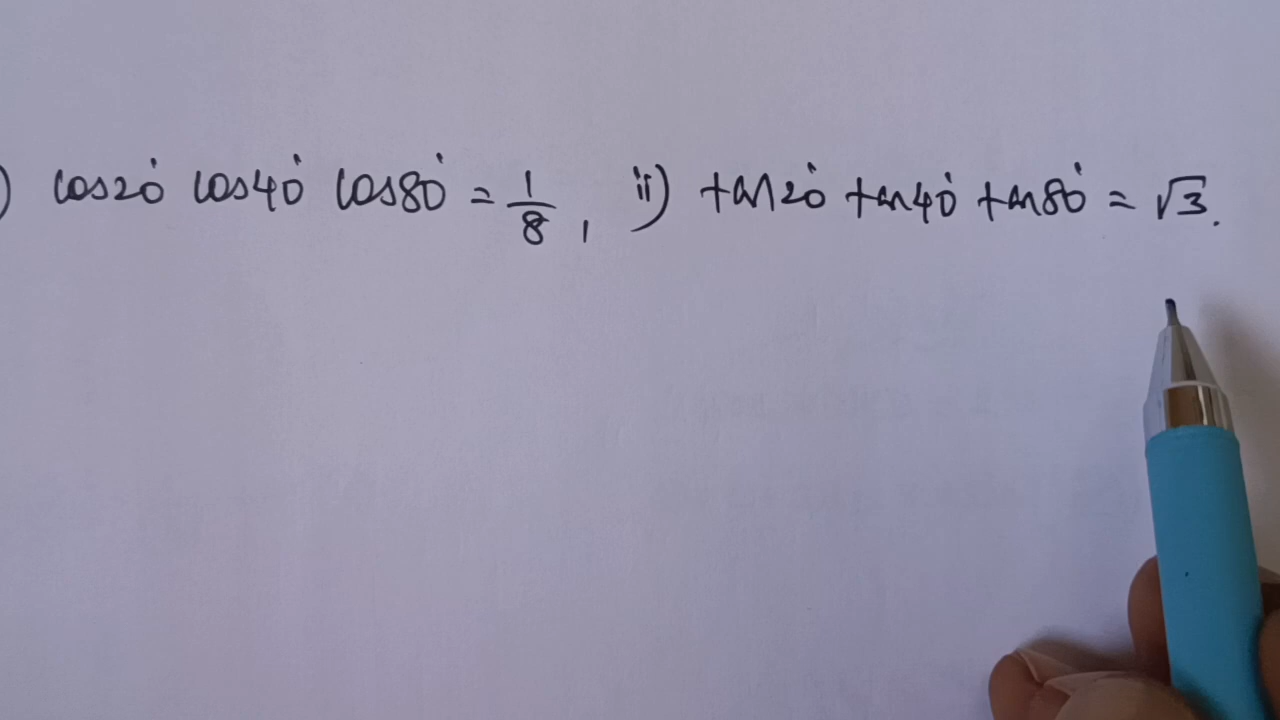 ) cos20° cos40° cos80° = 1/8, ii) tan20° tan40° tan80° = √3.